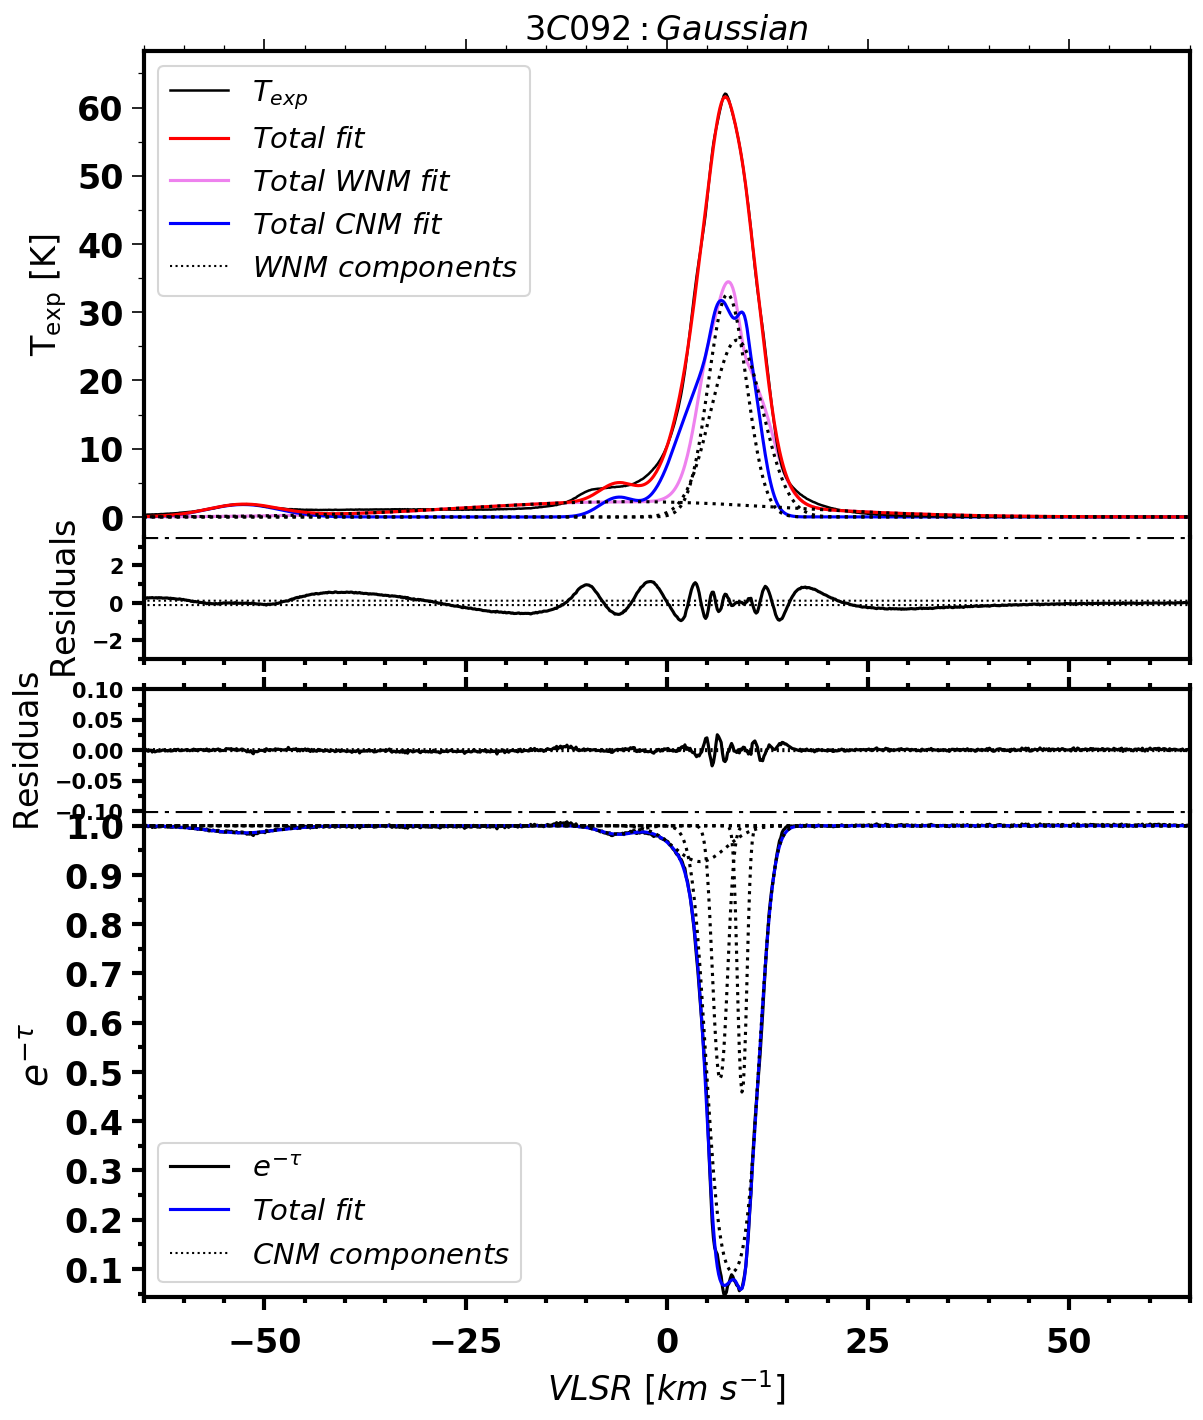 3C092 : Gaussian
T_exp
Total fit
Total WNM fit
Total CNM fit
WNM components
T_exp [K]
60
50
40
30
20
10
0
Residuals
2
0
−2
Residuals
0.10
0.05
0.00
−0.05
−0.10
1.0
0.9
0.8
0.7
0.6
0.5
0.4
0.3
0.2
0.1
e^−τ
e^−τ
Total fit
CNM components
−50
−25
0
25
50
VLSR [km s^−1]